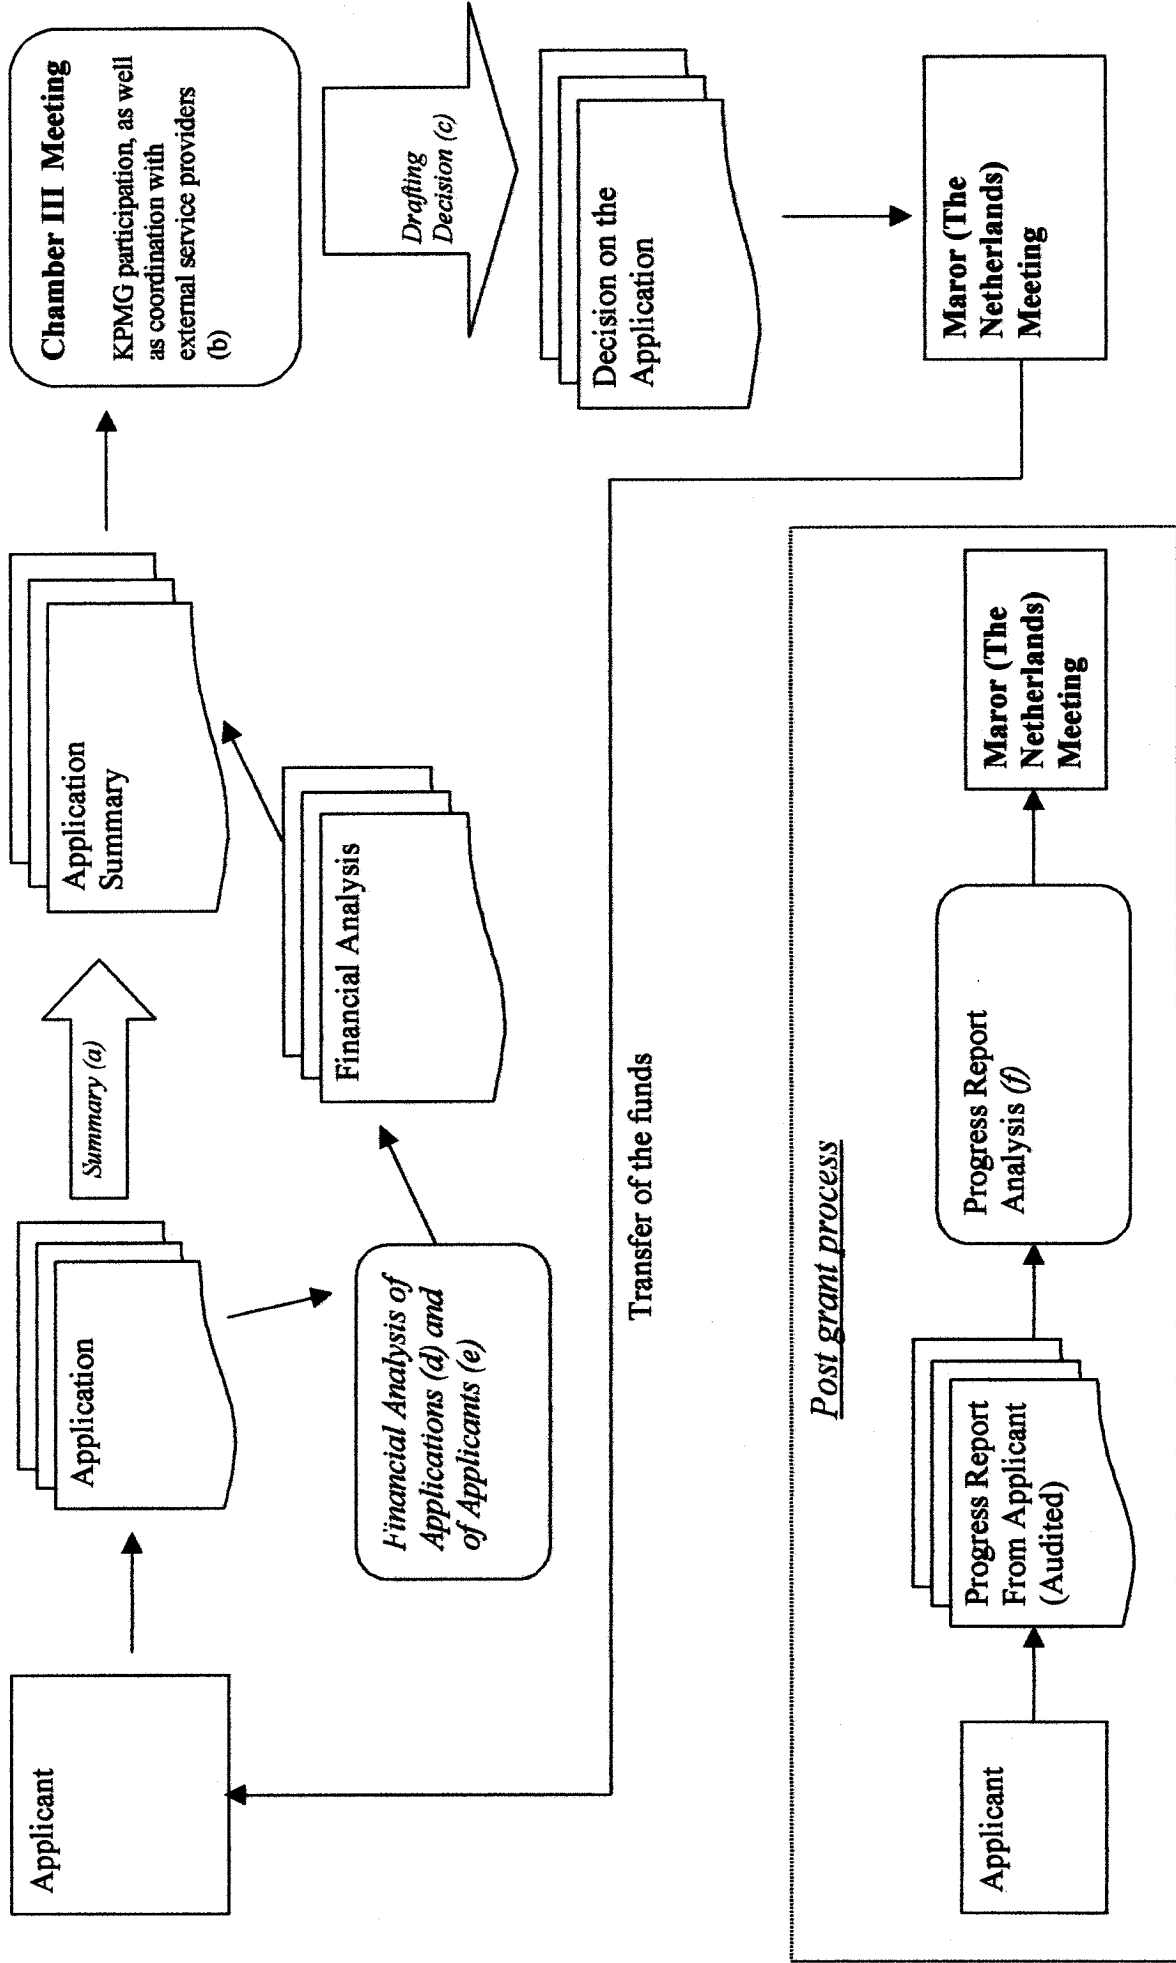 Applicant
Application
Summary (a)
Application
Summary
Chamber III Meeting
KPMG participation, as well
as coordination with
external service providers
(b)
Financial Analysis of
Applications (d) and
of Applicants (e)
Financial Analysis
Drafting
Decision (c)
Decision on the
Application
Maror (The
Netherlands)
Meeting
Transfer of the funds
Post grant process
Applicant
Progress Report
From Applicant
(Audited)
Progress Report
Analysis (f)
Maror (The
Netherlands)
Meeting